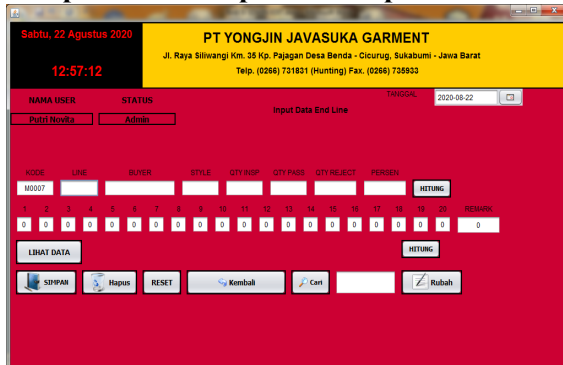 Sabtu, 22 Agustus 2020
12:57:12
PT YONGJIN JAVASUKA GARMENT
Jl. Raya Siliwangi Km. 35 Kp. Pajagan Desa Benda - Cicurug, Sukabumi - Jawa Barat
Telp. (0266) 731831 (Hunting) Fax. (0266) 735933
NAMA USER STATUS
Putri Novita Admin
Input Data End Line
TANGGAL 2020-08-22
KODE LINE BUYER STYLE QTY INSP QTY PASS QTY REJECT PERSEN
M0007 HITUNG
1 2 3 4 5 6 7 8 9 10 11 12 13 14 15 16 17 18 19 20 REMARK
0 0 0 0 0 0 0 0 0 0 0 0 0 0 0 0 0 0 0 0 0
LIHAT DATA HITUNG
SIMPAN Hapus RESET Kembali Cari Rubah